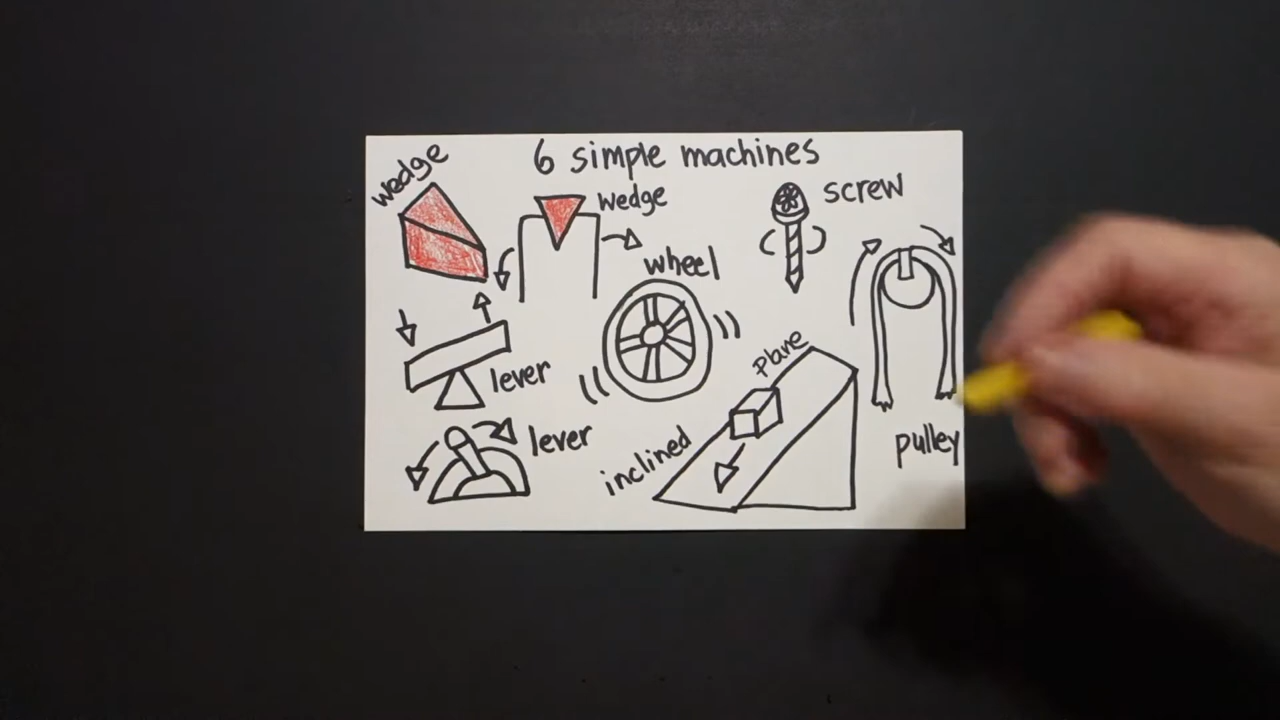 6 simple machines
wedge
wedge
screw
wheel
lever
plane
inclined
lever
pulley